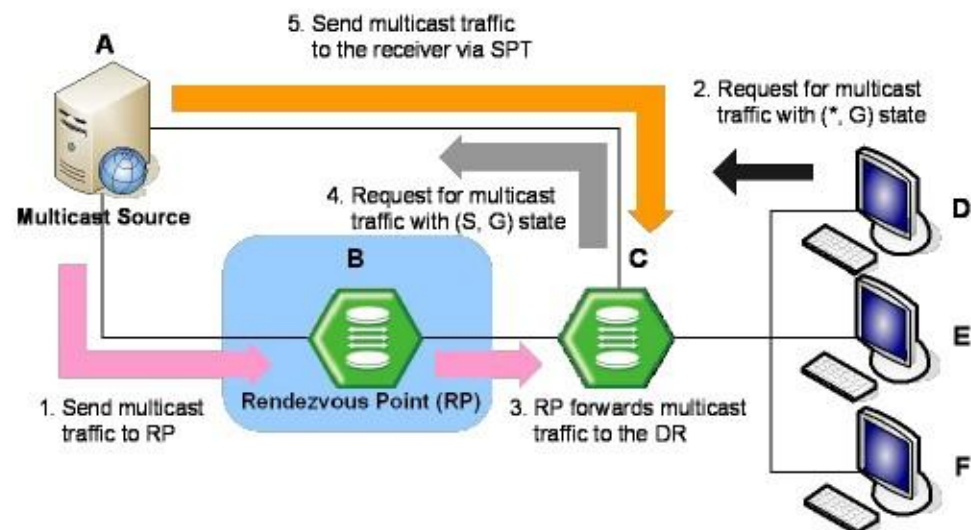 A
5. Send multicast traffic
to the receiver via SPT
2. Request for multicast
traffic with (*, G) state
Multicast Source
4. Request for multicast
traffic with (S, G) state
D
B
C
E
Rendezvous Point (RP)
1. Send multicast
traffic to RP
3. RP forwards multicast
traffic to the DR
F